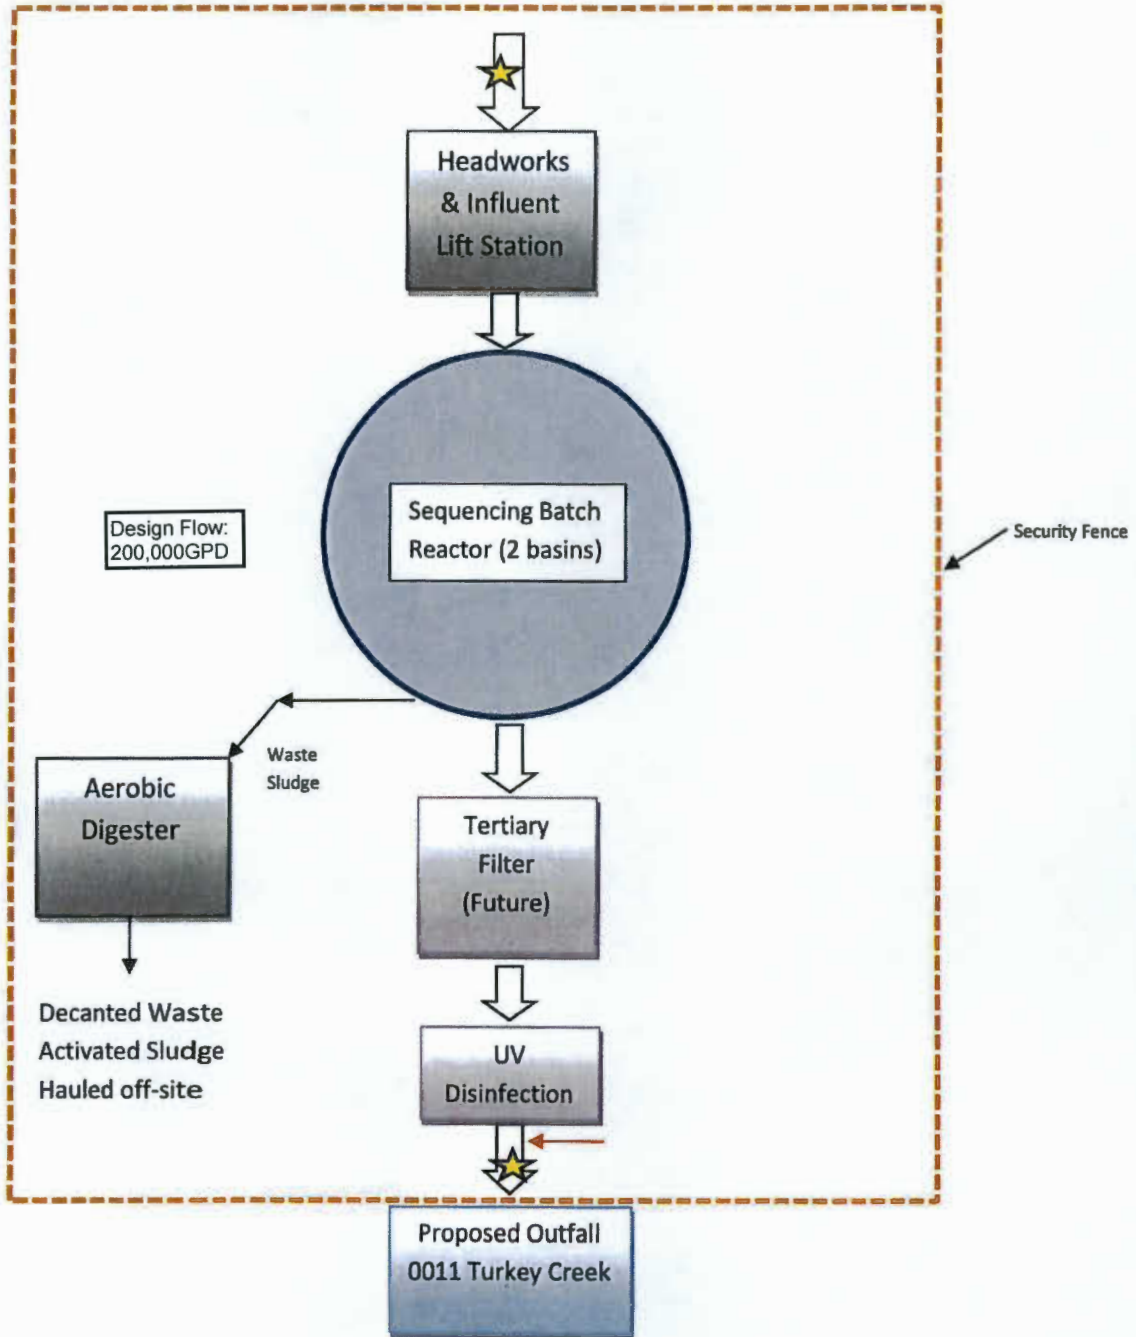 Headworks
& Influent
Lift Station
Sequencing Batch
Reactor (2 basins)
Design Flow:
200,000GPD
Security Fence
Waste
Sludge
Aerobic
Digester
Tertiary
Filter
(Future)
Decanted Waste
Activated Sludge
Hauled off-site
UV
Disinfection
Proposed Outfall
0011 Turkey Creek